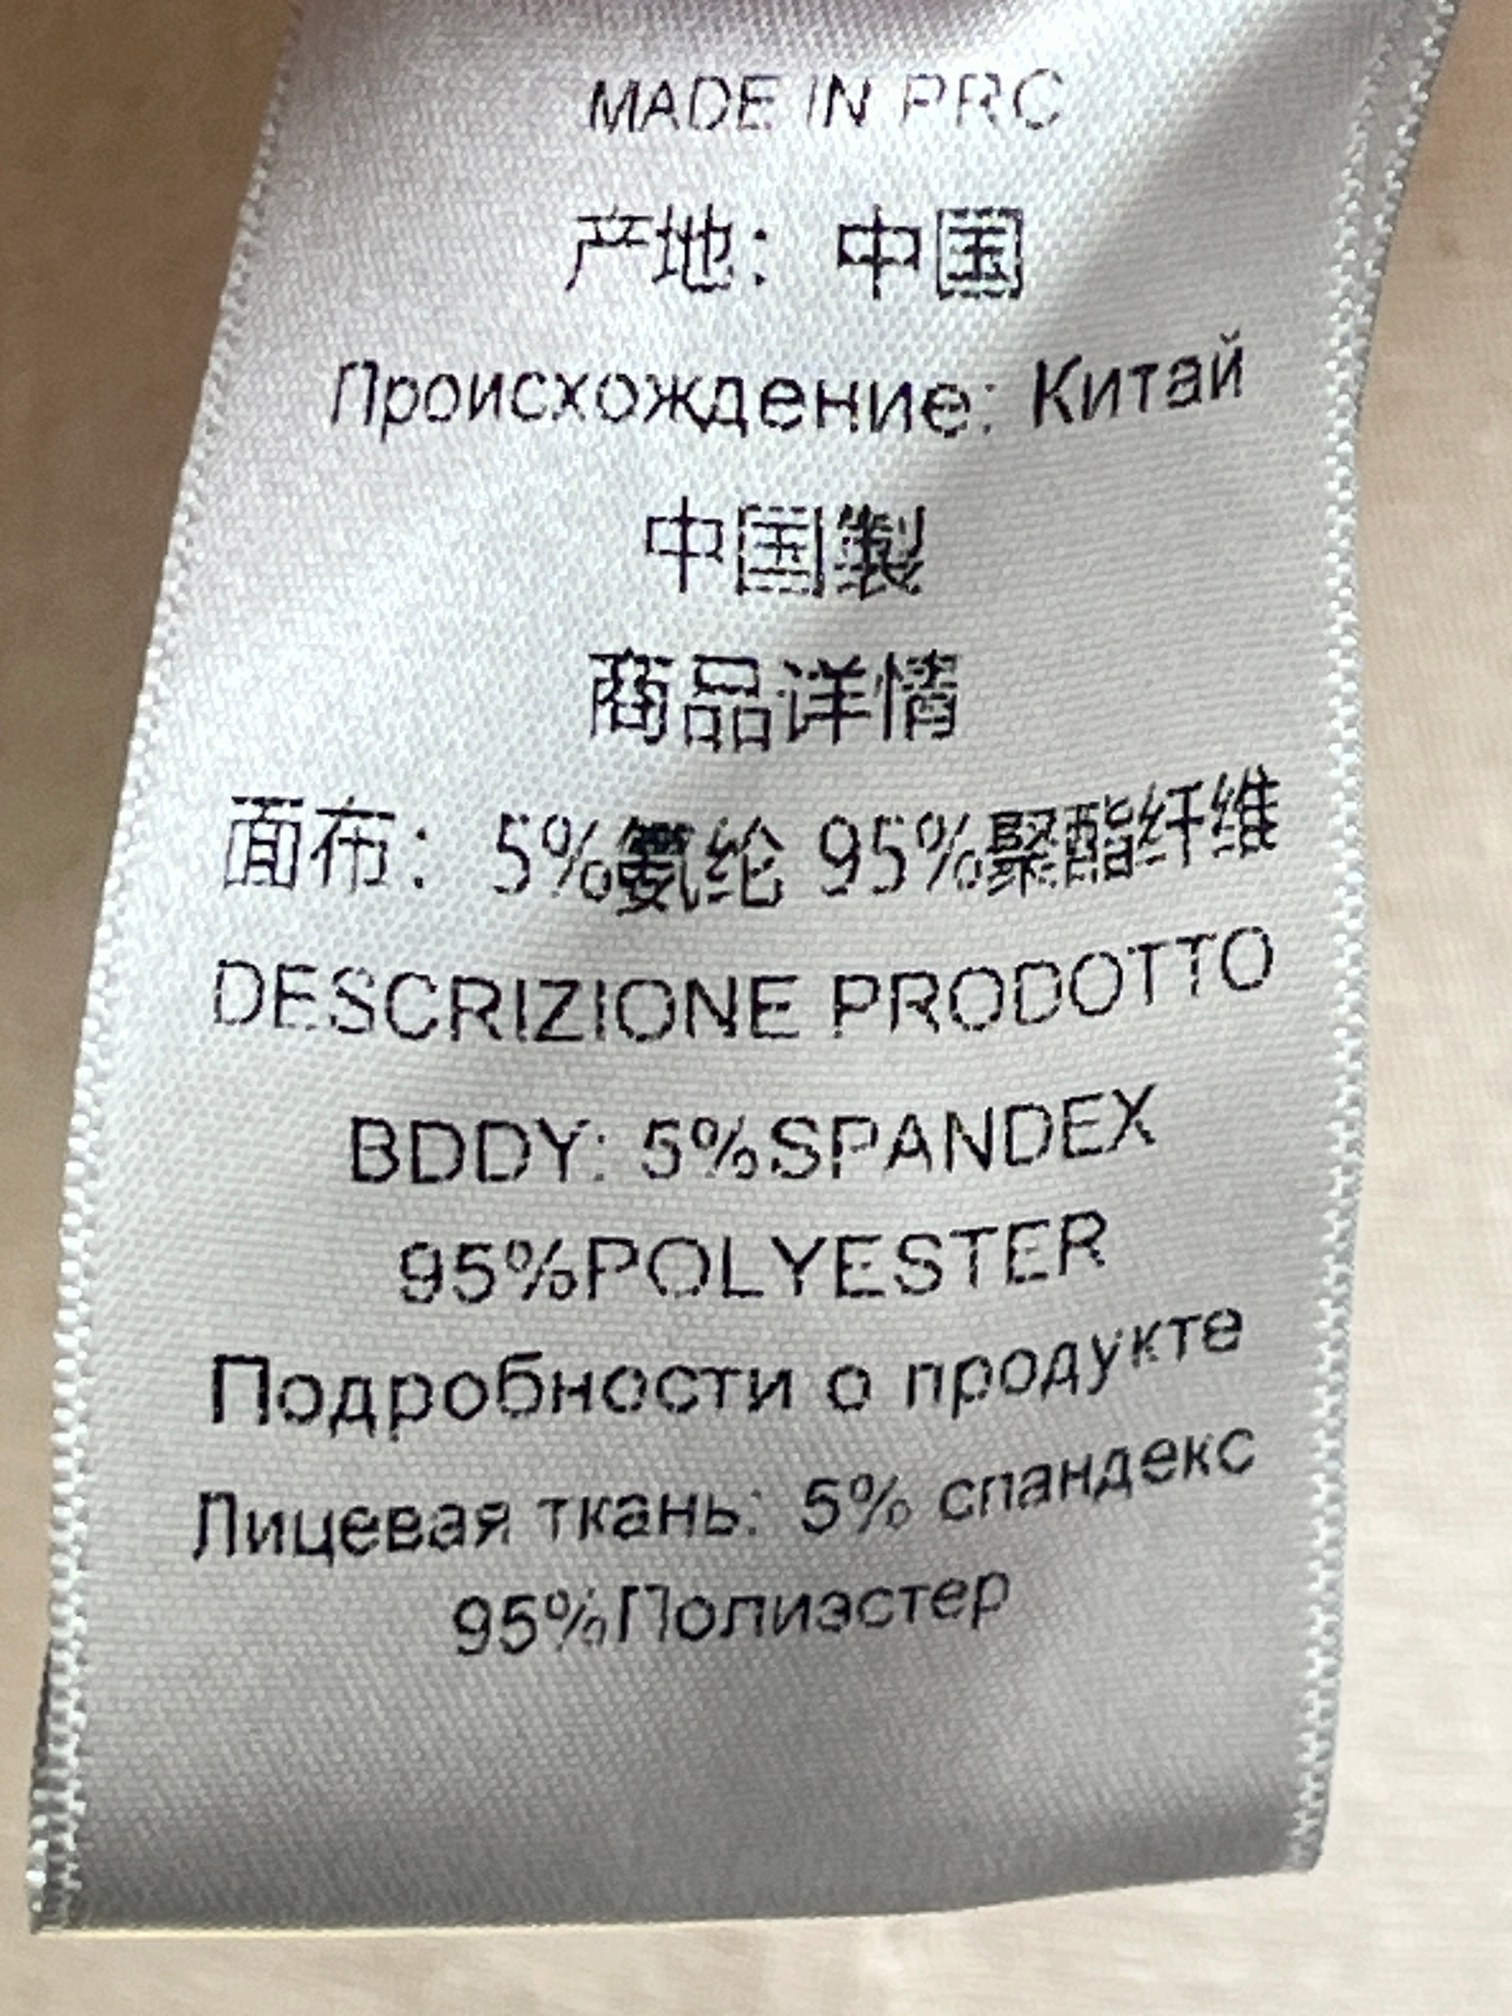 MADE IN PRC
产地：中国
Происхождение: Китай
中国製
商品详情
面布：5%氨纶 95%聚酯纤维
DESCRIZIONE PRODOTTO
BDDY: 5%SPANDEX
95%POLYESTER
Подробности о продукте
Лицевая ткань: 5% спандекс
95%Полиэстер